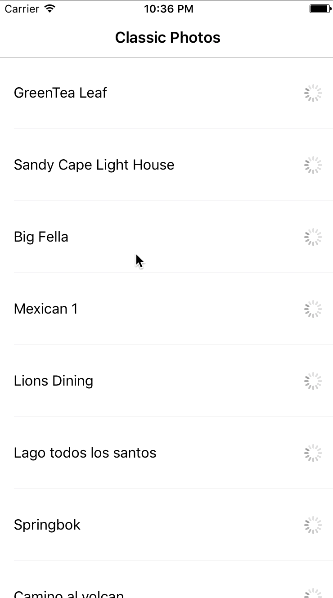 Carrier 10:36 PM
Classic Photos
GreenTea Leaf
Sandy Cape Light House
Big Fella
Mexican 1
Lions Dining
Lago todos los santos
Springbok
Camino al volcan